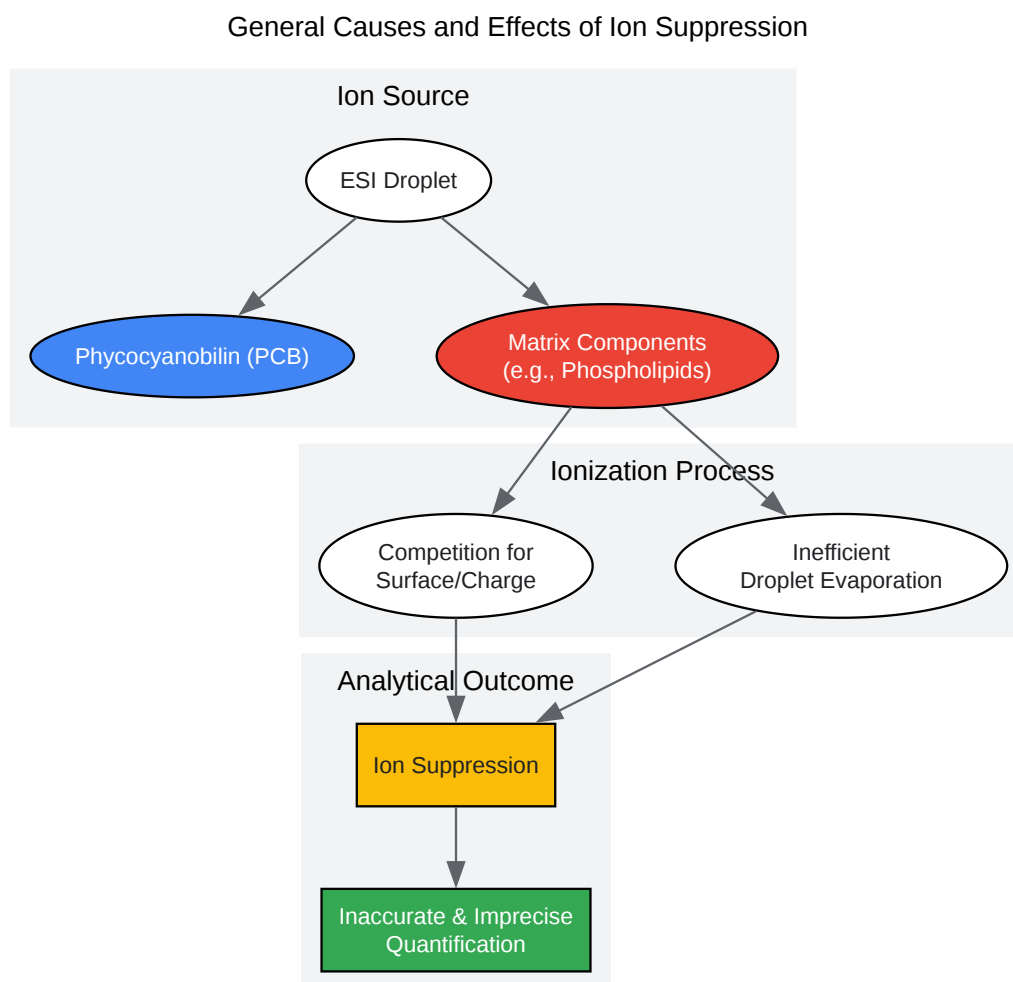 General Causes and Effects of Ion Suppression
Ion Source
ESI Droplet
Phycocyanobilin (PCB)
Matrix Components
(e.g., Phospholipids)
Ionization Process
Competition for
Surface/Charge
Inefficient
Droplet Evaporation
Analytical Outcome
Ion Suppression
Inaccurate & Imprecise
Quantification